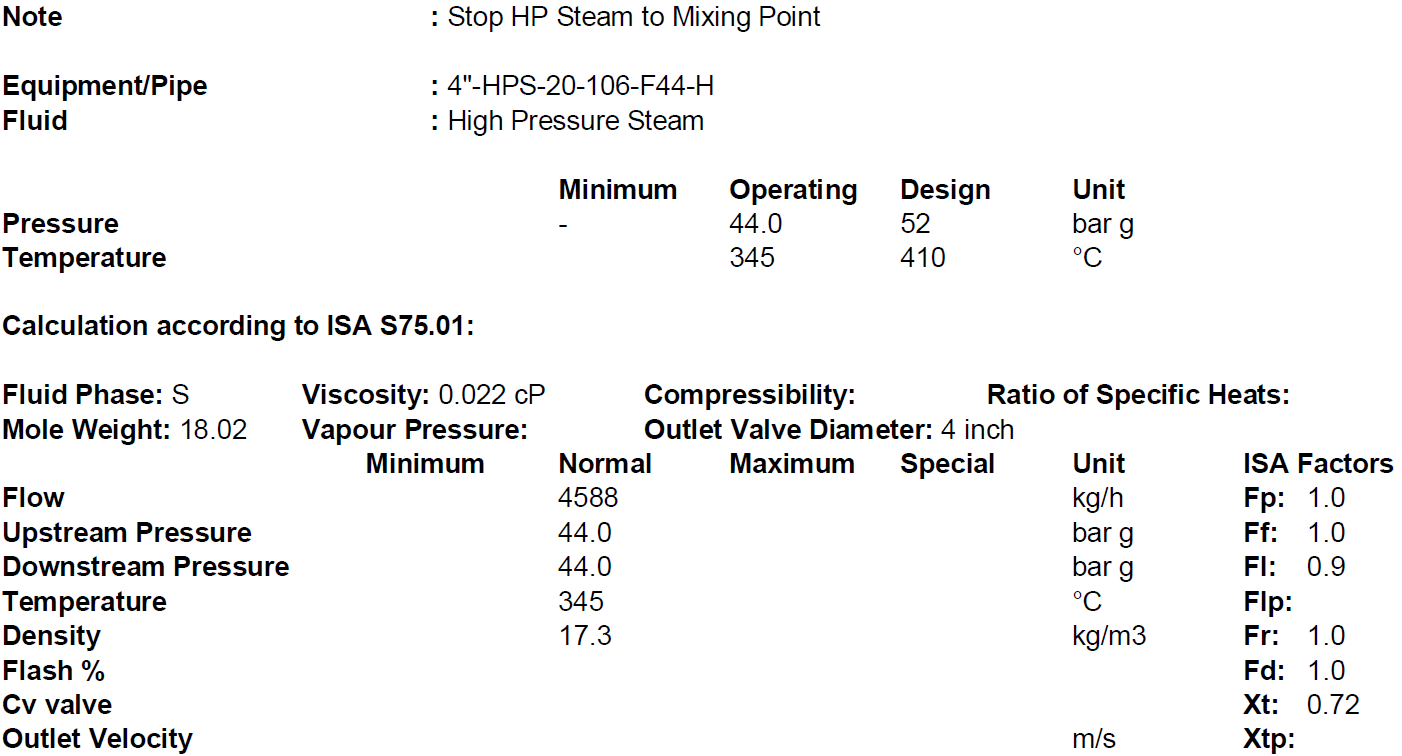 Note : Stop HP Steam to Mixing Point
Equipment/Pipe : 4"-HPS-20-106-F44-H
Fluid : High Pressure Steam
Minimum Operating Design Unit
Pressure - 44.0 52 bar g
Temperature 345 410 °C
Calculation according to ISA S75.01:
Fluid Phase: S Viscosity: 0.022 cP Compressibility: Ratio of Specific Heats:
Mole Weight: 18.02 Vapour Pressure: Outlet Valve Diameter: 4 inch
Minimum Normal Maximum Special Unit ISA Factors
Flow 4588 kg/h Fp: 1.0
Upstream Pressure 44.0 bar g Ff: 1.0
Downstream Pressure 44.0 bar g Fl: 0.9
Temperature 345 °C Flp:
Density 17.3 kg/m3 Fr: 1.0
Flash % Fd: 1.0
Cv valve Xt: 0.72
Outlet Velocity m/s Xtp: